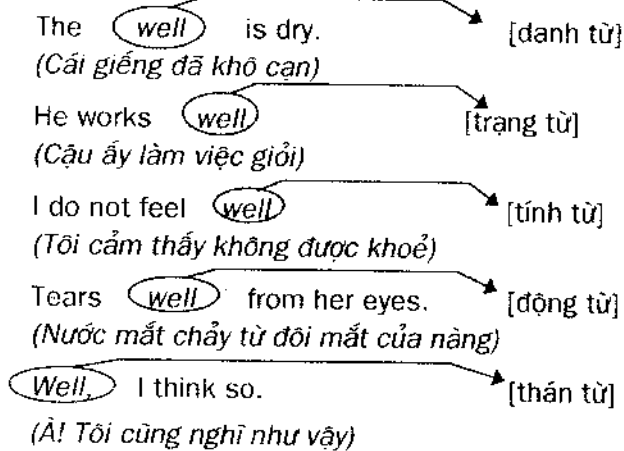 The well is dry. [danh từ]
(Cái giếng đã khô cạn)
He works well [trạng từ]
(Cậu ấy làm việc giỏi)
I do not feel well [tính từ]
(Tôi cảm thấy không được khoẻ)
Tears well from her eyes. [động từ]
(Nước mắt chảy từ đôi mắt của nàng)
Well, I think so. [thán từ]
(À! Tôi cũng nghĩ như vậy)